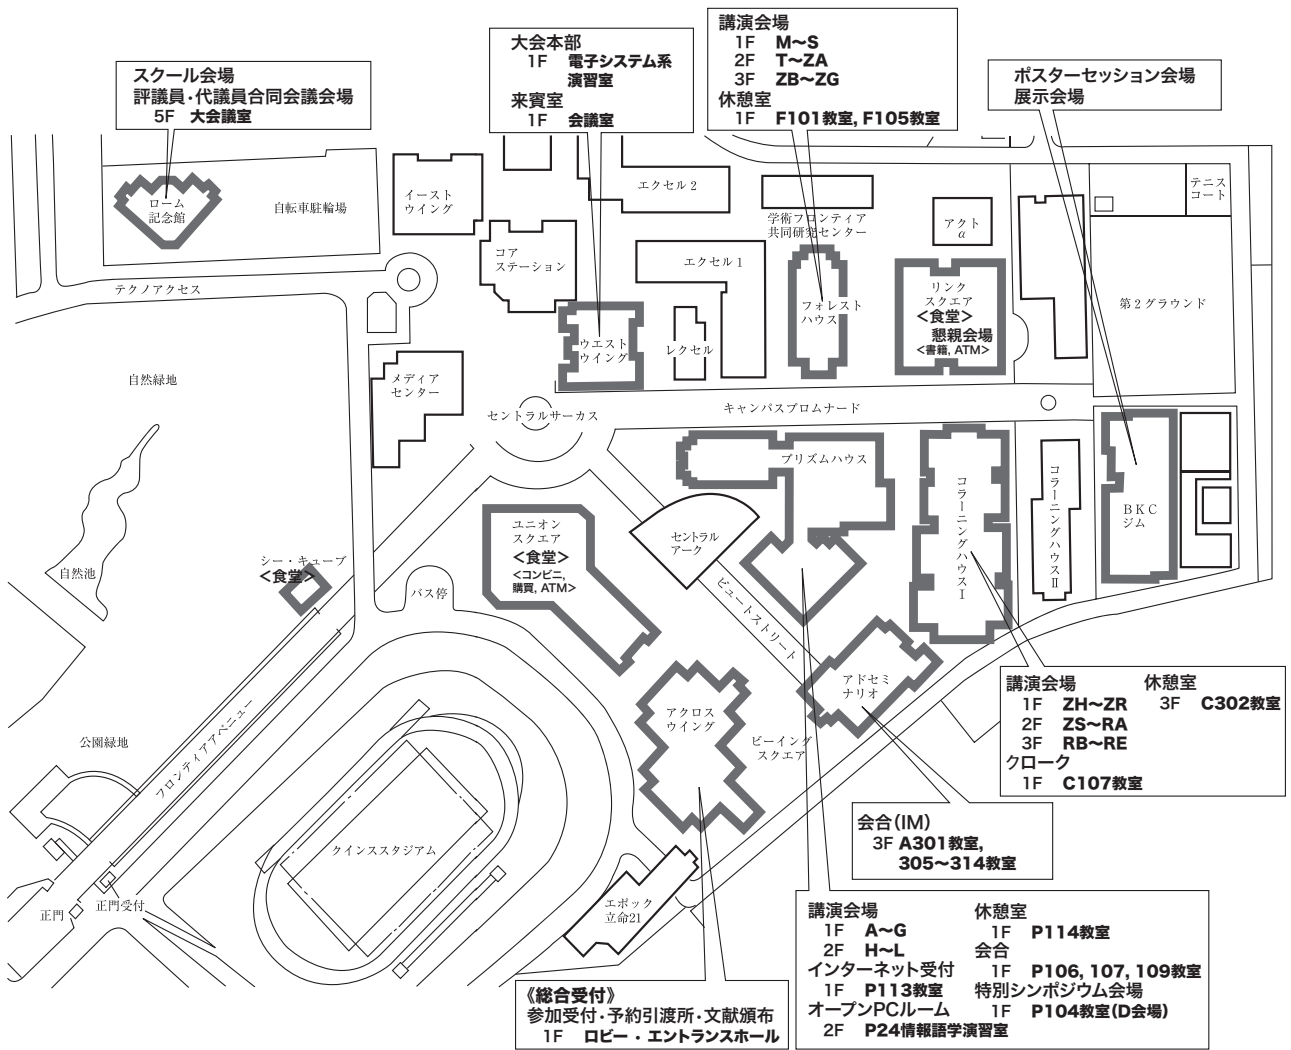 スクール会場
評議員・代議員合同会議会場
5F 大会議室
大会本部
1F 電子システム系
演習室
来賓室
1F 会議室
講演会場
1F M〜S
2F T〜ZA
3F ZB〜ZG
休憩室
1F F101教室, F105教室
ポスターセッション会場
展示会場
ローム
記念館
自転車駐輪場
イースト
ウイング
エクセル2
学術フロンティア
共同研究センター
アクト
α
テニス
コート
コア
ステーション
エクセル1
テクノアクセス
フォレスト
ハウス
リンク
スクエア
＜食堂＞
懇親会場
＜書籍, ATM＞
第2グラウンド
ウエスト
ウイング
レクセル
自然緑地
メディア
センター
セントラルサーカス
キャンパスプロムナード
プリズムハウス
コラーニングハウスⅠ
コラーニングハウスⅡ
BKC
ジム
ユニオン
スクエア
＜食堂＞
＜コンビニ,
購買, ATM＞
セントラル
アーク
シー・キューブ
＜食堂＞
自然池
バス停
ビュートストリート
アドセミ
ナリオ
アクロス
ウイング
ビーイング
スクエア
公園緑地
フロンティアアベニュー
クインススタジアム
正門
正門受付
エポック
立命21
講演会場
1F ZH〜ZR
2F ZS〜RA
3F RB〜RE
クローク
1F C107教室
休憩室
3F C302教室
会合(IM)
3F A301教室,
305〜314教室
講演会場
1F A〜G
2F H〜L
インターネット受付
1F P113教室
オープンPCルーム
2F P24情報語学演習室
休憩室
1F P114教室
会合
1F P106, 107, 109教室
特別シンポジウム会場
1F P104教室(D会場)
《総合受付》
参加受付・予約引渡所・文献頒布
1F ロビー・エントランスホール